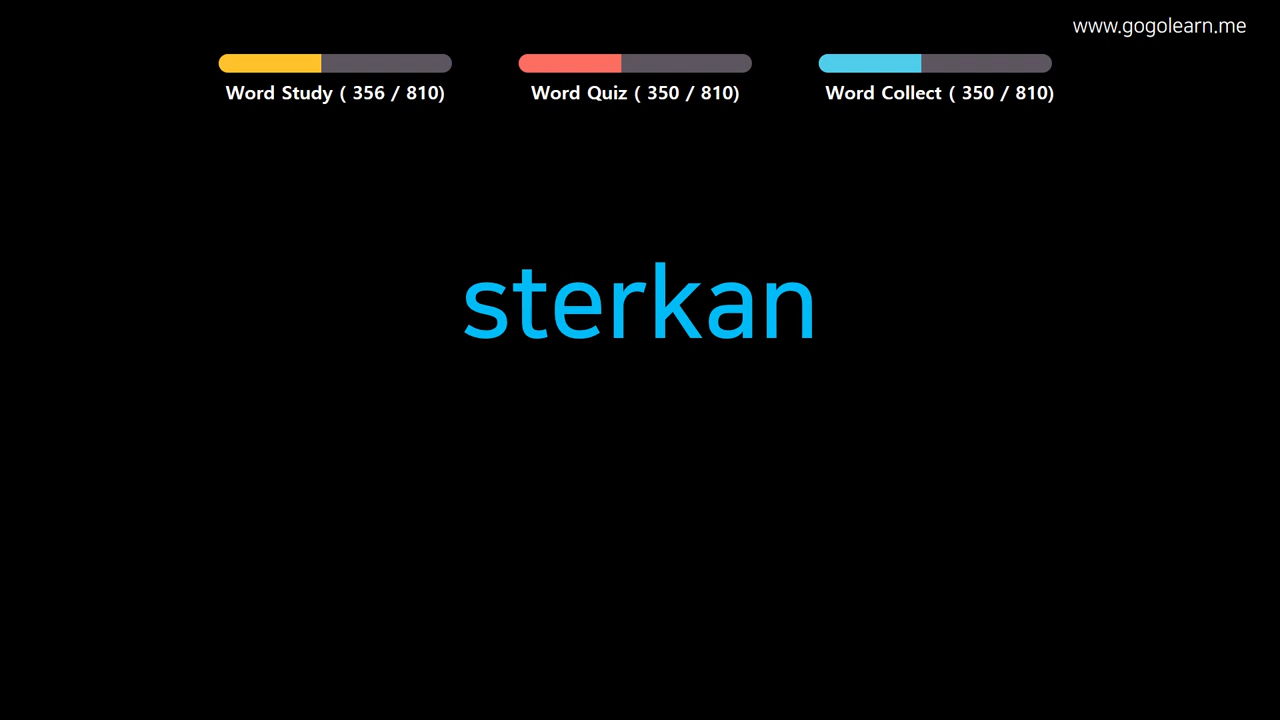 www.gogolearn.me
Word Study ( 356 / 810)
Word Quiz ( 350 / 810)
Word Collect ( 350 / 810)
sterkan